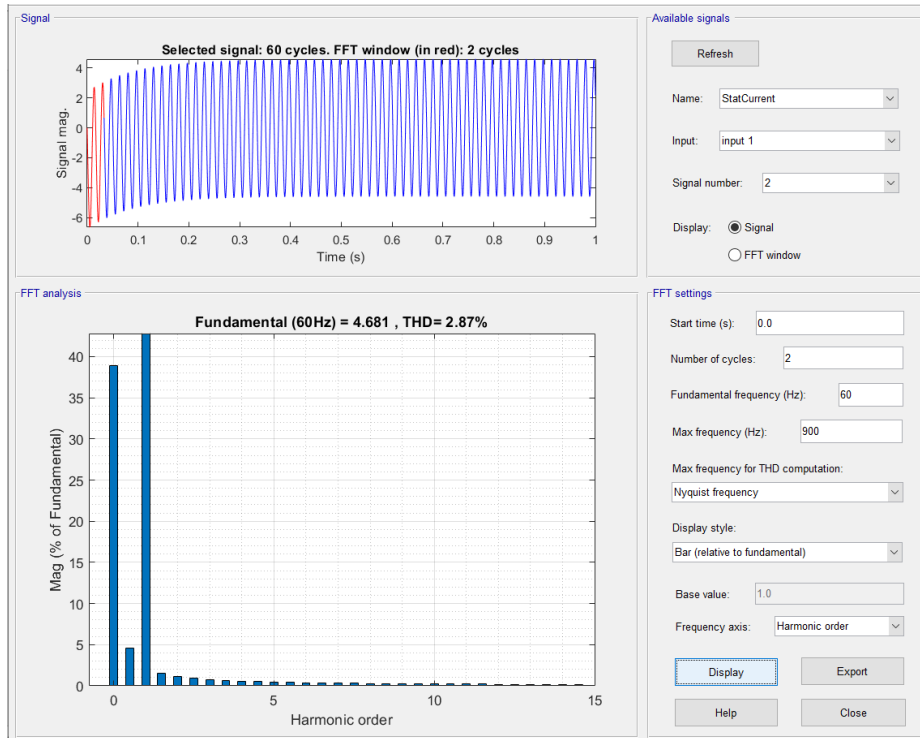 Signal
Selected signal: 60 cycles. FFT window (in red): 2 cycles
4
2
0
-2
-4
-6
Signal mag.
0 0.1 0.2 0.3 0.4 0.5 0.6 0.7 0.8 0.9 1
Time (s)
Available signals
Refresh
Name: StatCurrent
Input: input 1
Signal number: 2
Display: Signal
FFT window
FFT analysis
Fundamental (60Hz) = 4.681 , THD= 2.87%
40
35
30
25
20
15
10
5
0
Mag (% of Fundamental)
0 5 10 15
Harmonic order
FFT settings
Start time (s): 0.0
Number of cycles: 2
Fundamental frequency (Hz): 60
Max frequency (Hz): 900
Max frequency for THD computation:
Nyquist frequency
Display style:
Bar (relative to fundamental)
Base value: 1.0
Frequency axis: Harmonic order
Display Export
Help Close